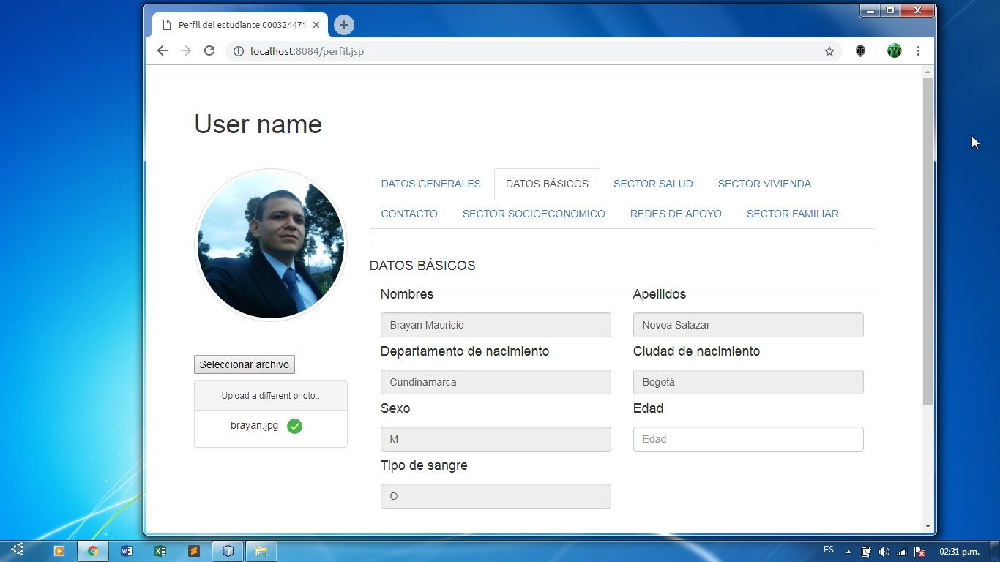 Perfil del estudiante 000324471
localhost:8084/perfil.jsp
User name
DATOS GENERALES DATOS BÁSICOS SECTOR SALUD SECTOR VIVIENDA
CONTACTO SECTOR SOCIOECONOMICO REDES DE APOYO SECTOR FAMILIAR
DATOS BÁSICOS
Nombres Apellidos
Brayan Mauricio Novoa Salazar
Departamento de nacimiento Ciudad de nacimiento
Cundinamarca Bogotá
Sexo Edad
M Edad
Tipo de sangre
O
Seleccionar archivo
Upload a different photo...
brayan.jpg
ES 02:31 p.m.